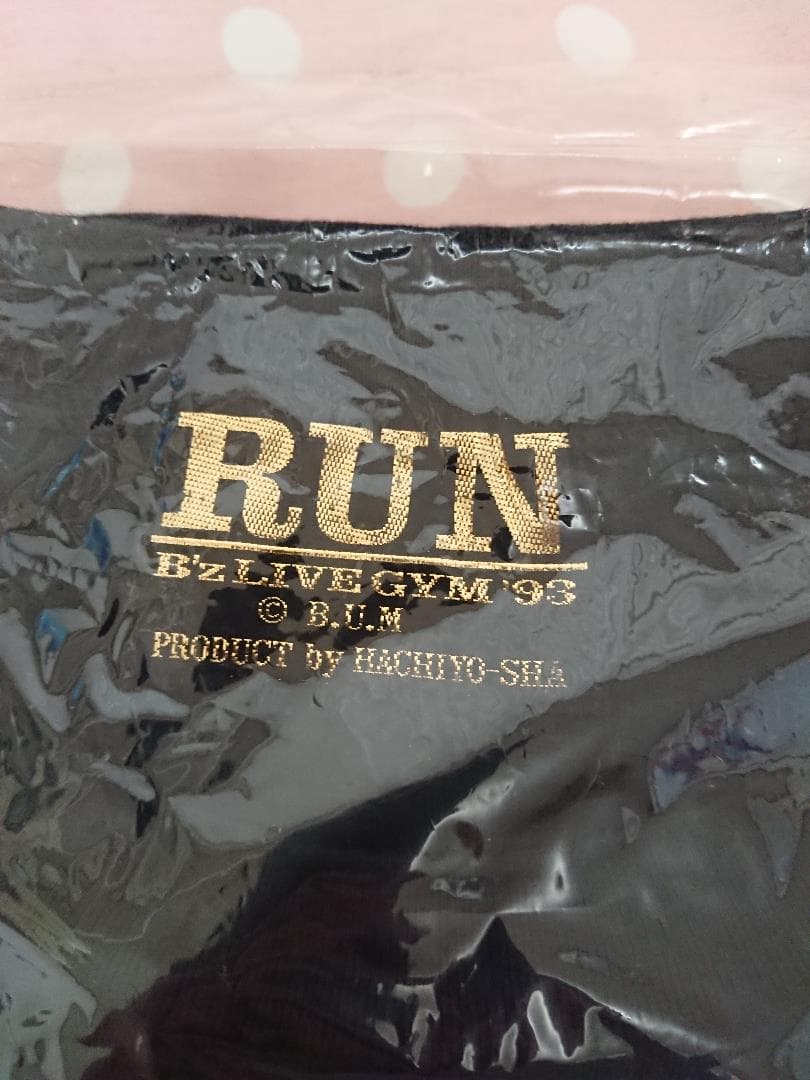 RUN
B'z LIVE GYM '93
© B.U.M
PRODUCT by HACHIYO-SHA